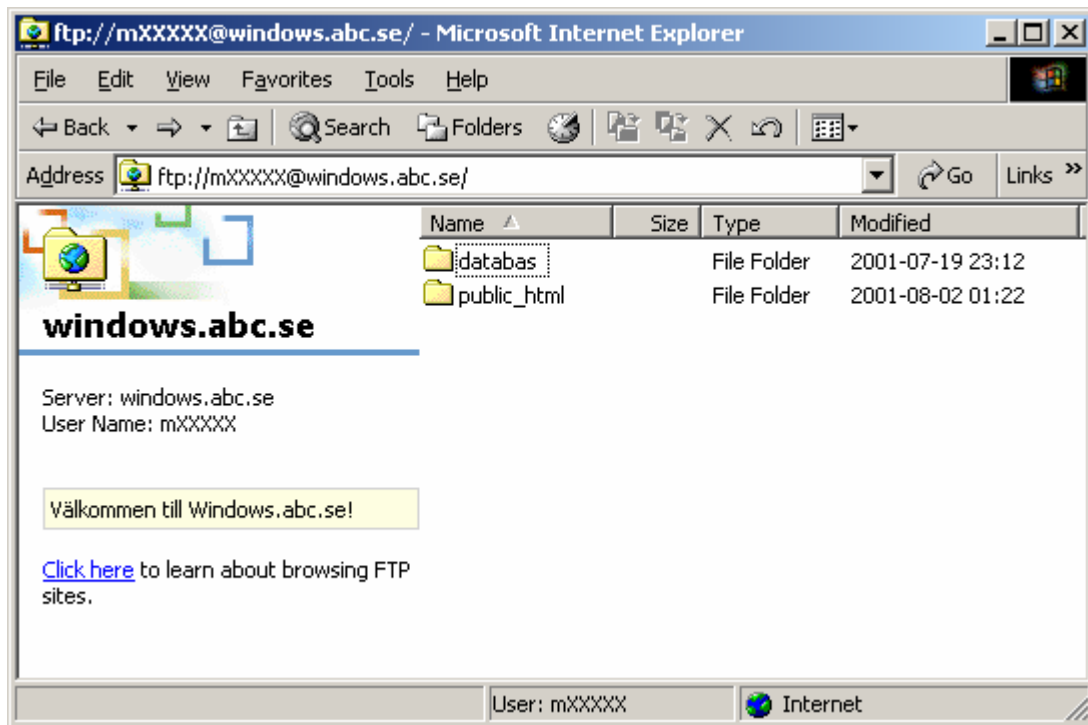 ftp://mXXXXX@windows.abc.se/ - Microsoft Internet Explorer
File Edit View Favorites Tools Help
Back Search Folders
Address ftp://mXXXXX@windows.abc.se/ Go Links »
Name Size Type Modified
databas File Folder 2001-07-19 23:12
public_html File Folder 2001-08-02 01:22
windows.abc.se
Server: windows.abc.se
User Name: mXXXXX
Välkommen till Windows.abc.se!
Click here to learn about browsing FTP
sites.
User: mXXXXX Internet